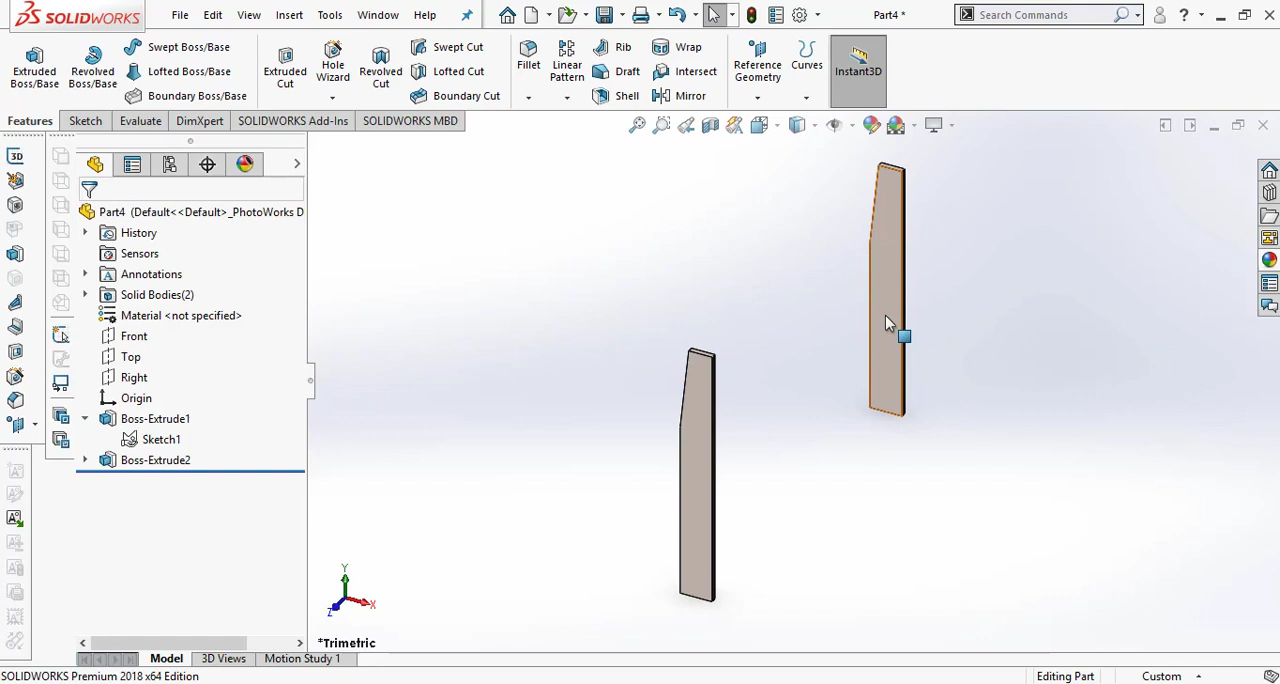 SOLIDWORKS File Edit View Insert Tools Window Help Part4 * Search Commands ?
Extruded Boss/Base
Revolved Boss/Base
Swept Boss/Base
Lofted Boss/Base
Boundary Boss/Base
Extruded Cut
Hole Wizard
Revolved Cut
Swept Cut
Lofted Cut
Boundary Cut
Fillet
Linear Pattern
Rib
Draft
Shell
Wrap
Intersect
Mirror
Reference Geometry
Curves
Instant3D
Features Sketch Evaluate DimXpert SOLIDWORKS Add-Ins SOLIDWORKS MBD
Part4 (Default<<Default>_PhotoWorks D
History
Sensors
Annotations
Solid Bodies(2)
Material <not specified>
Front
Top
Right
Origin
Boss-Extrude1
Sketch1
Boss-Extrude2
Y
X
Z
*Trimetric
Model 3D Views Motion Study 1
SOLIDWORKS Premium 2018 x64 Edition Editing Part Custom